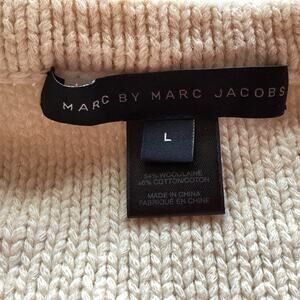 MARC BY MARC JACOBS
L
54% WOOL/LAINE
46% COTTON/COTON
MADE IN CHINA
FABRIQUÉ EN CHINE